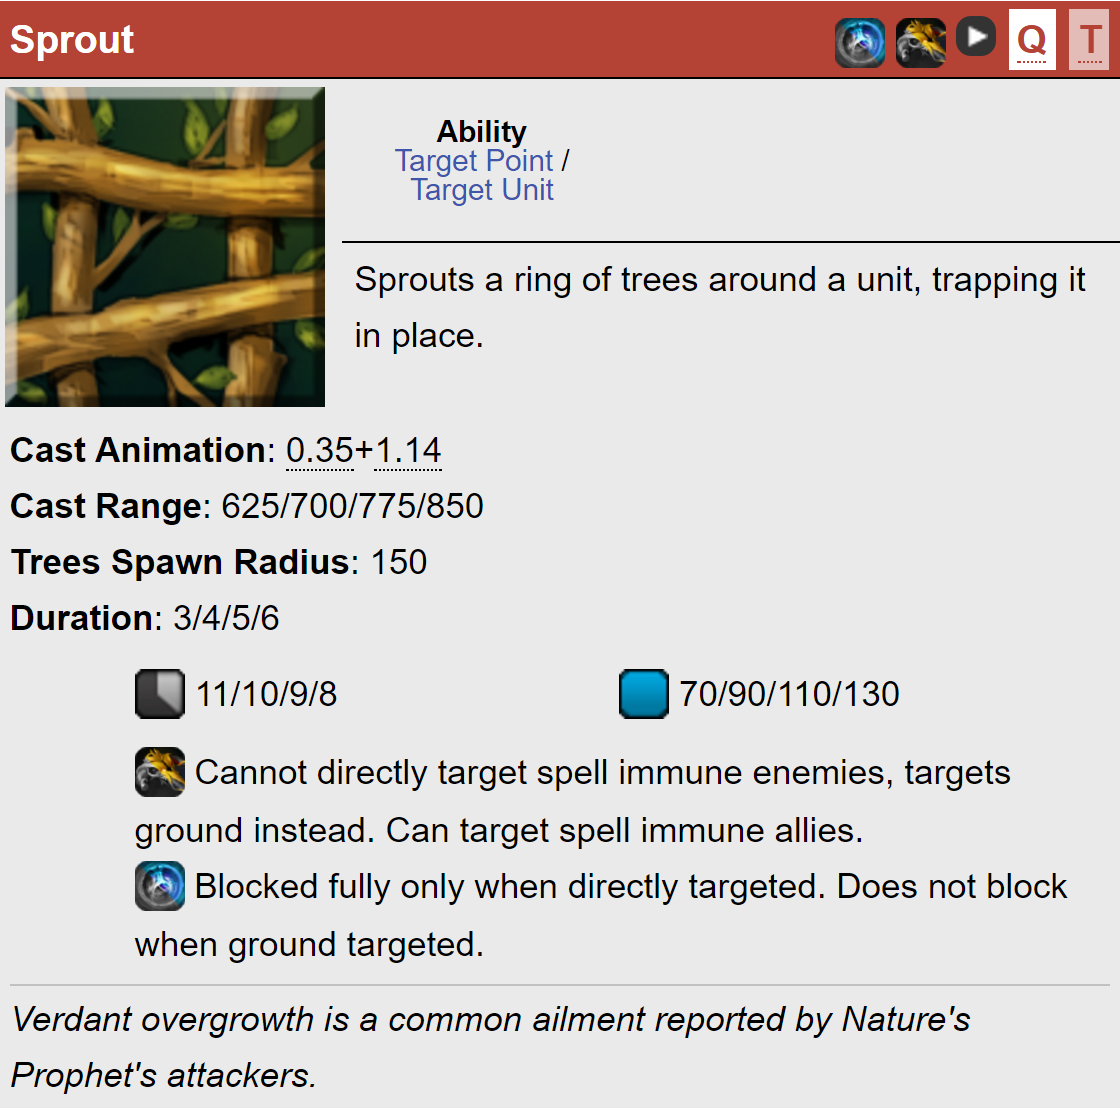 Sprout
Q
T
Ability
Target Point /
Target Unit
Sprouts a ring of trees around a unit, trapping it
in place.
Cast Animation: 0.35+1.14
Cast Range: 625/700/775/850
Trees Spawn Radius: 150
Duration: 3/4/5/6
11/10/9/8
70/90/110/130
Cannot directly target spell immune enemies, targets
ground instead. Can target spell immune allies.
Blocked fully only when directly targeted. Does not block
when ground targeted.
Verdant overgrowth is a common ailment reported by Nature's
Prophet's attackers.